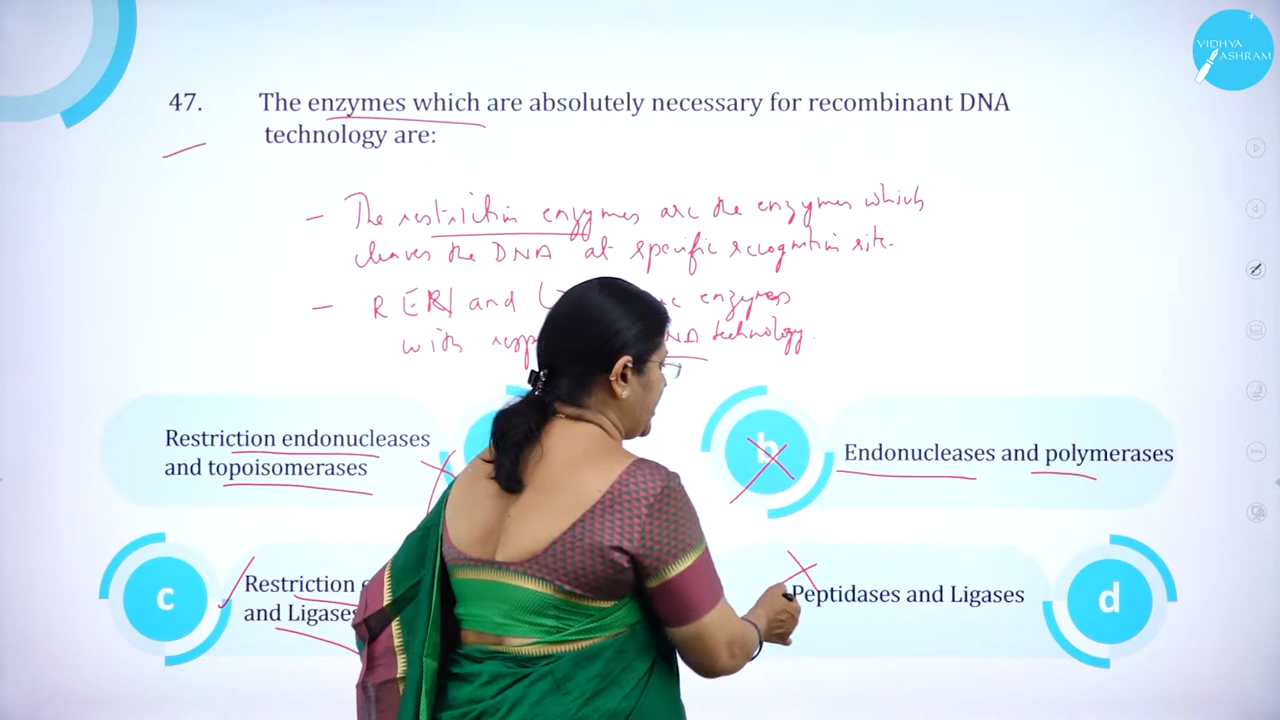 VIDHYA
ASHRAM
47. The enzymes which are absolutely necessary for recombinant DNA
technology are:
- The restriction enzymes are the enzymes which
cleaves the DNA at specific recognition site.
- and enzymes
with technology.
Restriction endonucleases
and topoisomerases
b
Endonucleases and polymerases
c
Restriction
and Ligases
Peptidases and Ligases
d